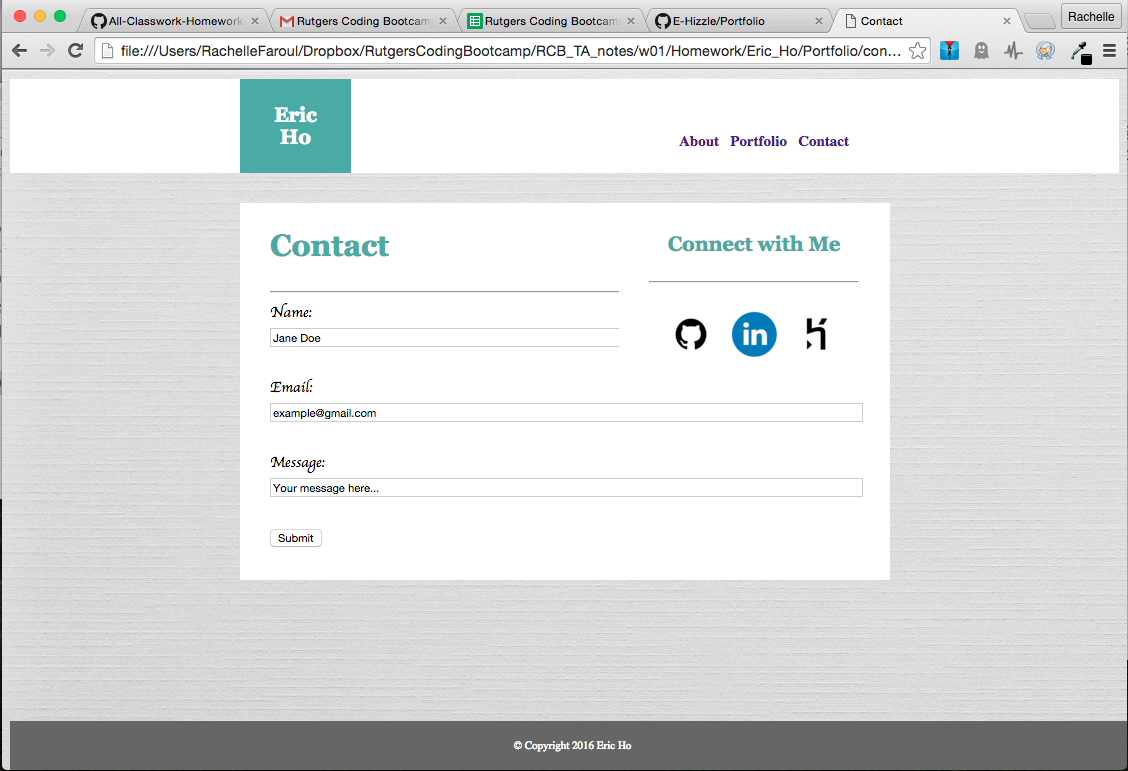 All-Classwork-Homework
Rutgers Coding Bootcam
Rutgers Coding Bootcam
E-Hizzle/Portfolio
Contact
Rachelle
file:///Users/RachelleFaroul/Dropbox/RutgersCodingBootcamp/RCB_TA_notes/w01/Homework/Eric_Ho/Portfolio/con...
Eric
Ho
About Portfolio Contact
Contact
Connect with Me
Name:
Jane Doe
in
Email:
example@gmail.com
Message:
Your message here...
Submit
© Copyright 2016 Eric Ho